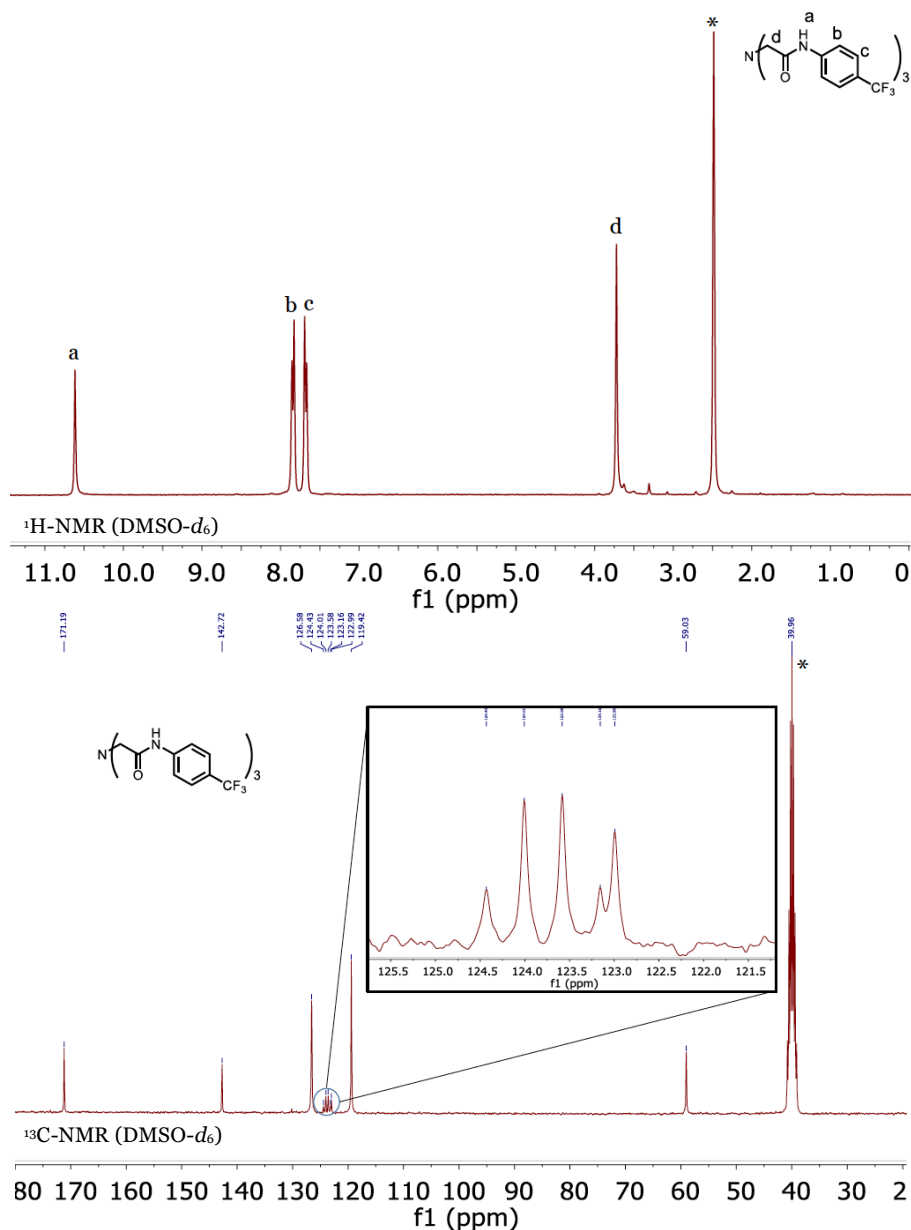 *
a
H
d
N
b
N
c
O
CF3
3
d
b c
a
¹H-NMR (DMSO-d6)
11.0 10.0 9.0 8.0 7.0 6.0 5.0 4.0 3.0 2.0 1.0 0
f1 (ppm)
171.19
142.72
126.58
124.43
124.01
123.58
123.16
122.99
119.42
59.03
39.96
*
N
H
N
O
CF3
3
125.5 125.0 124.5 124.0 123.5 123.0 122.5 122.0 121.5
f1 (ppm)
¹³C-NMR (DMSO-d6)
80 170 160 150 140 130 120 110 100 90 80 70 60 50 40 30 2
f1 (ppm)